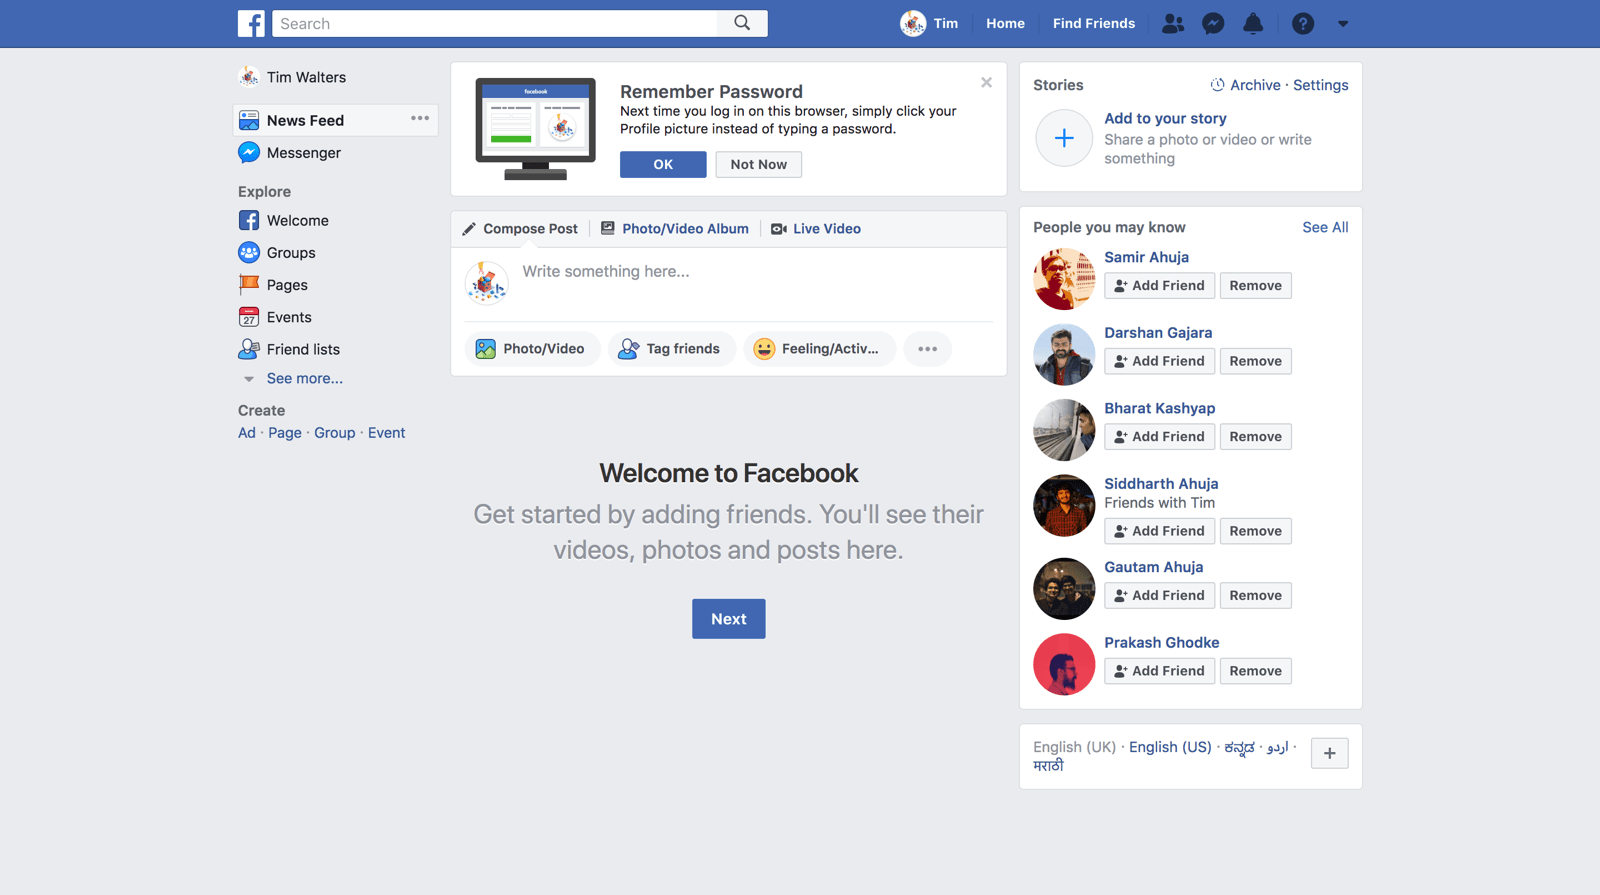 Search
Tim
Home
Find Friends
Tim Walters
News Feed
Messenger
Explore
Welcome
Groups
Pages
27
Events
Friend lists
See more...
Create
Ad · Page · Group · Event
facebook
Remember Password
Next time you log in on this browser, simply click your
Profile picture instead of typing a password.
OK
Not Now
Compose Post
Photo/Video Album
Live Video
Write something here...
Photo/Video
Tag friends
Feeling/Activ...
Welcome to Facebook
Get started by adding friends. You'll see their
videos, photos and posts here.
Next
Stories
Archive · Settings
Add to your story
Share a photo or video or write
something
People you may know
See All
Samir Ahuja
Add Friend
Remove
Darshan Gajara
Add Friend
Remove
Bharat Kashyap
Add Friend
Remove
Siddharth Ahuja
Friends with Tim
Add Friend
Remove
Gautam Ahuja
Add Friend
Remove
Prakash Ghodke
Add Friend
Remove
English (UK) · English (US) · ಕನ್ನಡ · اردو ·
मराठी